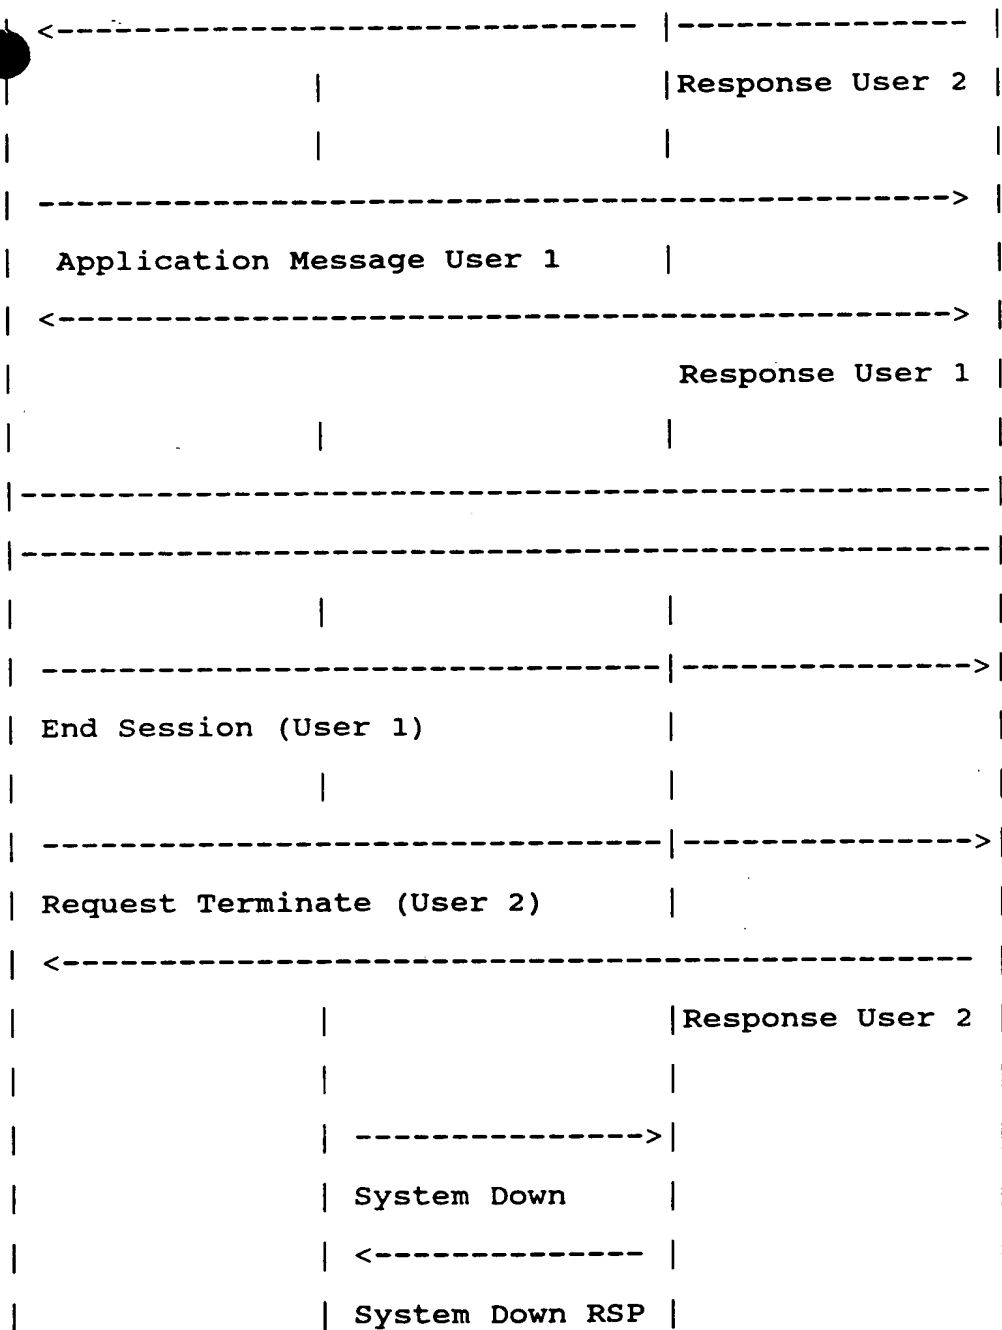 <------------------------------ |--------------- |
| | |Response User 2 |
| | | |
| -----------------------------------------------> |
| Application Message User 1 | |
| <----------------------------------------------> |
| Response User 1 |
| | | |
|--------------------------------------------------|
|--------------------------------------------------|
| | | |
| --------------------------------|--------------->|
| End Session (User 1) | |
| | | |
| --------------------------------|--------------->|
| Request Terminate (User 2) | |
| <----------------------------------------------- |
| | |Response User 2 |
| | | |
| | --------------->| |
| | System Down | |
| | <-------------- | |
| | System Down RSP |